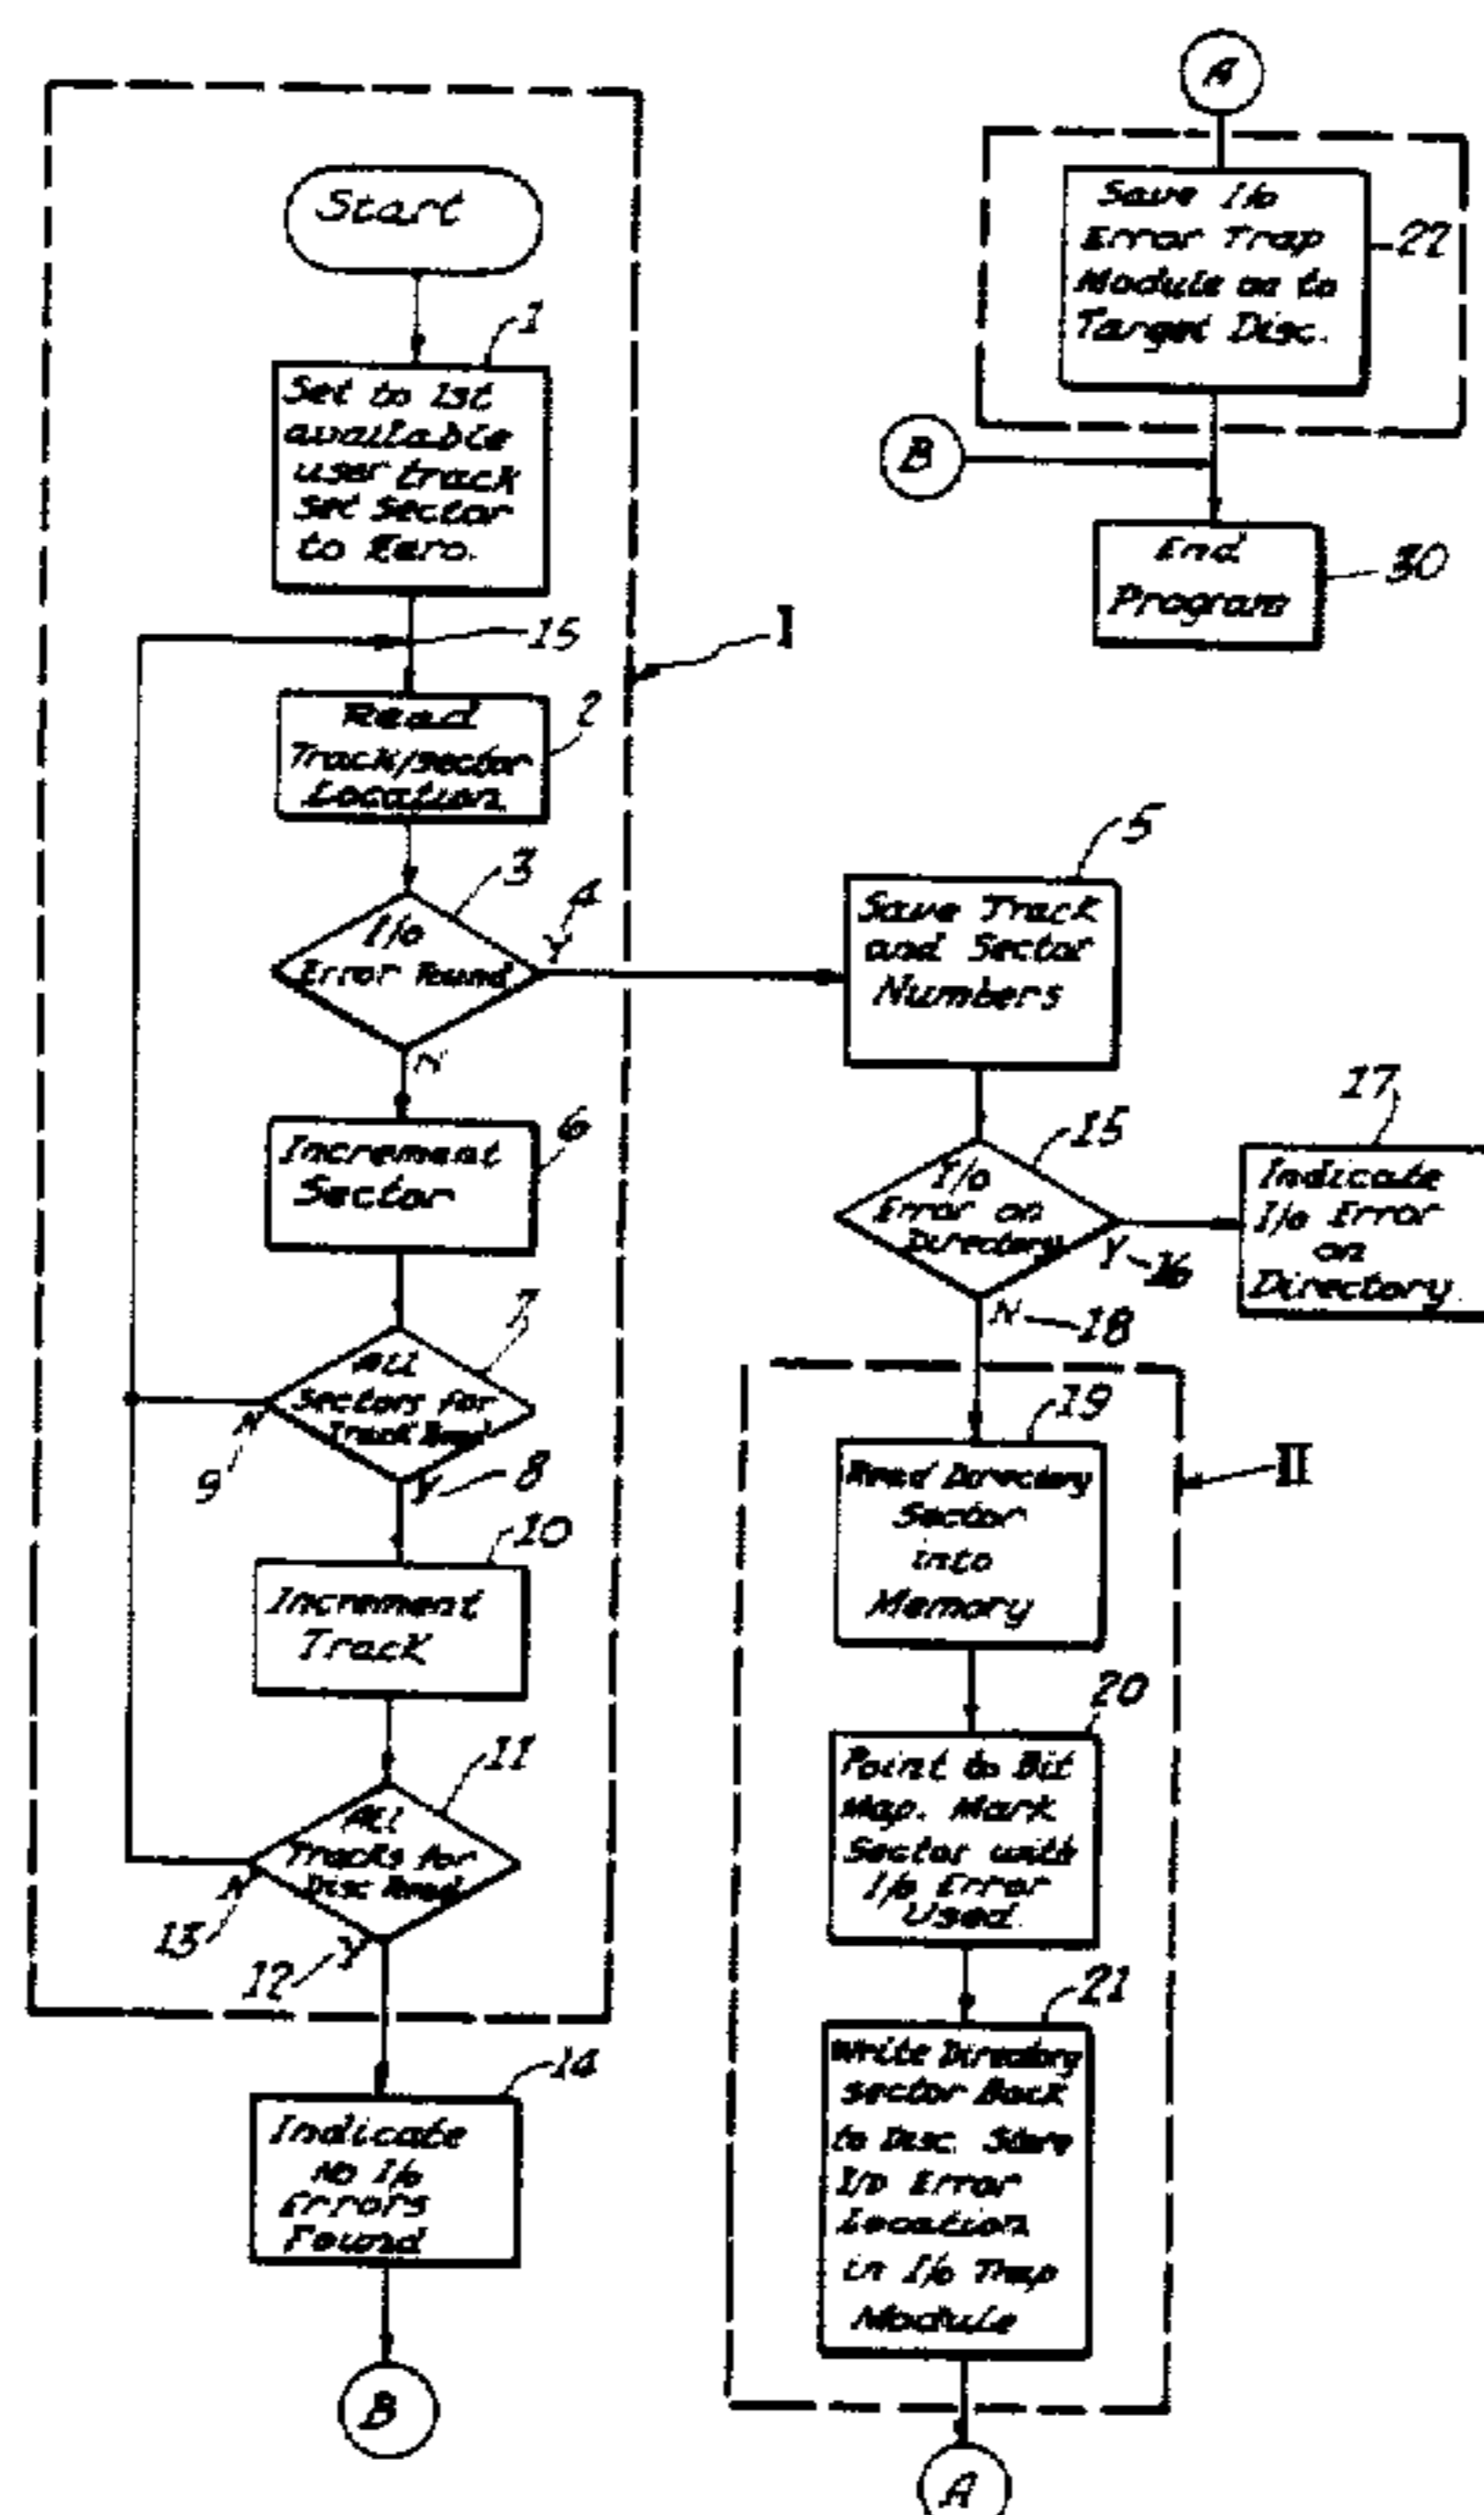 Start
1
Set to 1st
available
user track
Set Sector
to Zero.
15
I
Read
Track/sector
Location
2
3
I/o
Error Found
4
Y
N
Increment
Sector
6
7
All
Sectors for
Track Read
9
Y
8
10
Increment
Track
11
All
Tracks for
Disc Read
13
12
Y
14
Indicate
No I/o
Errors
Found
B
A
Save I/o
Error Trap
Module on to
Target Disc.
22
B
End
Program
30
5
Save Track
and Sector
Numbers
15
I/o
Error on
Directory
Y
16
17
Indicate
I/o Error
on
Directory.
N
18
19
II
Read Directory
Sector
into
Memory
20
Point to Bit
Map. Mark
Sector with
I/o Error
Used.
21
Write Directory
sector Back
to Disc. Save
I/o Error
Location
in I/o Trap
Module
A